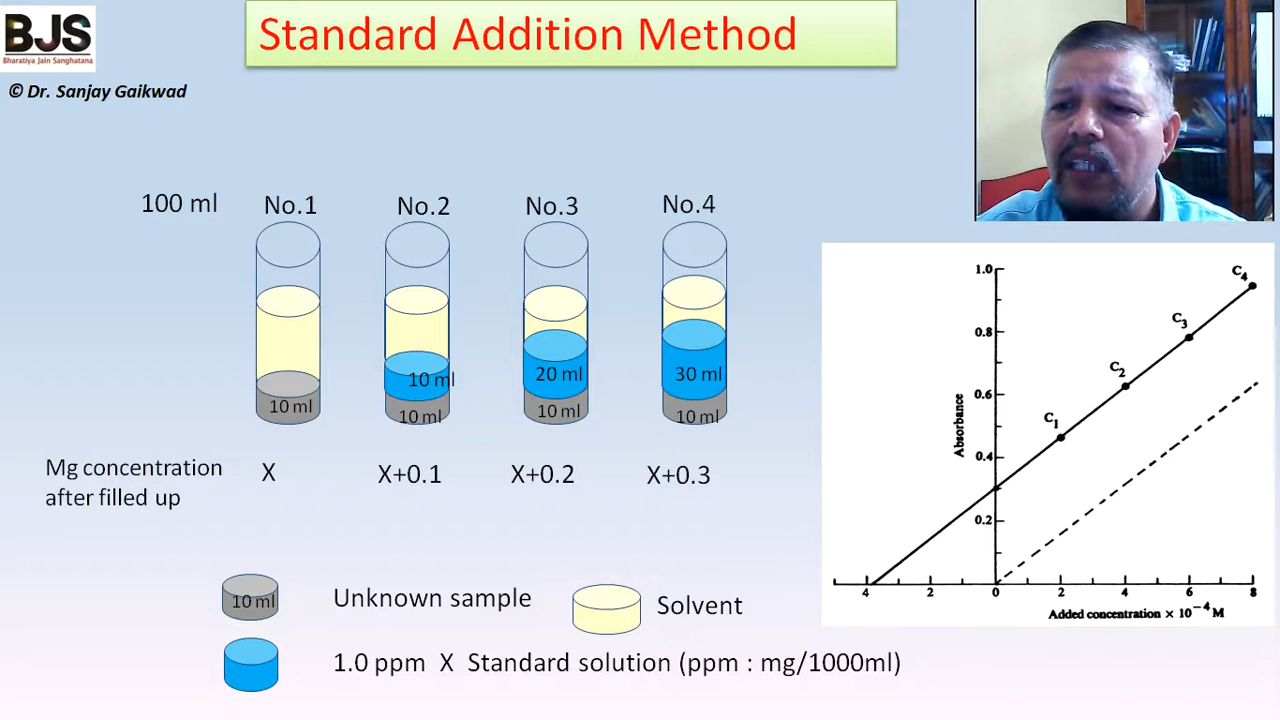 BJS
Bharatiya Jain Sanghatana
Standard Addition Method
© Dr. Sanjay Gaikwad
100 ml
No.1
No.2
No.3
No.4
10 ml
10 ml
20 ml
30 ml
10 ml
10 ml
10 ml
Mg concentration
after filled up
X
X+0.1
X+0.2
X+0.3
10 ml
Unknown sample
Solvent
1.0 ppm X Standard solution (ppm : mg/1000ml)
1.0
0.8
0.6
0.4
0.2
Absorbance
C₁
C₂
C₃
C₄
4 2 0 2 4 6 8
Added concentration × 10⁻⁴ M